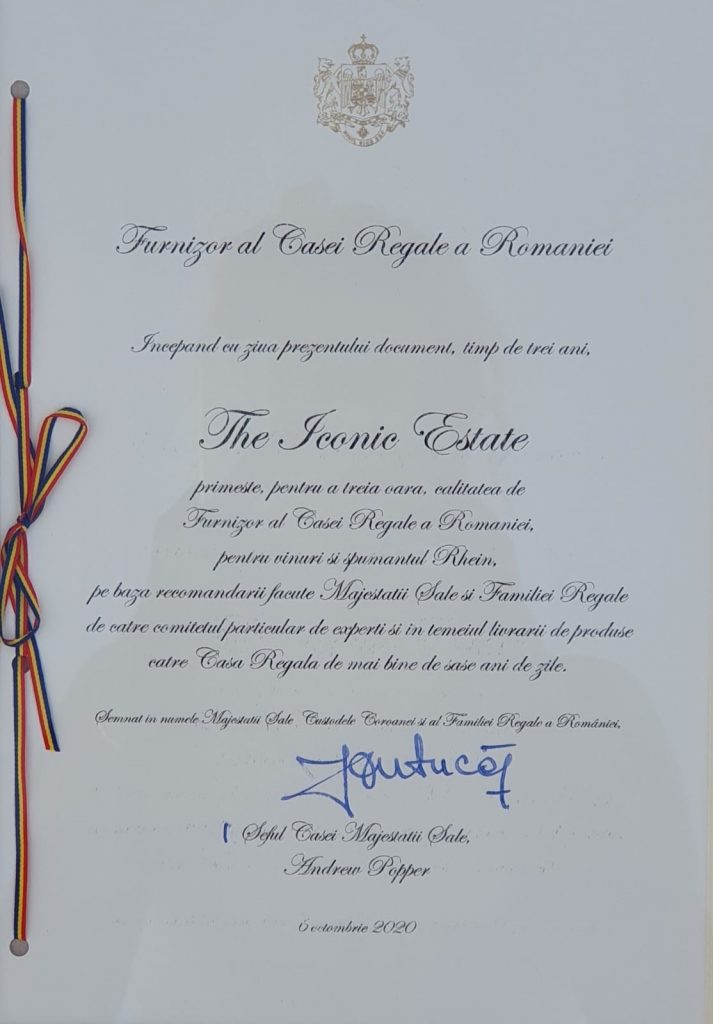 Furnizor al Casei Regale a Romaniei
Incepand cu ziua prezentului document, timp de trei ani,
The Iconic Estate
primeste, pentru a treia oara, calitatea de
Furnizor al Casei Regale a Romaniei,
pentru vinuri si spumantul Rhein,
pe baza recomandarii facute Majestatii Sale si Familiei Regale
de catre comitetul particular de experti si in temeiul livrarii de produse
catre Casa Regala de mai bine de sase ani de zile.
Semnat in numele Majestatii Sale Custodele Coroanei si al Familiei Regale a României,
Seful Casei Majestatii Sale,
Andrew Popper
6 octombrie 2020